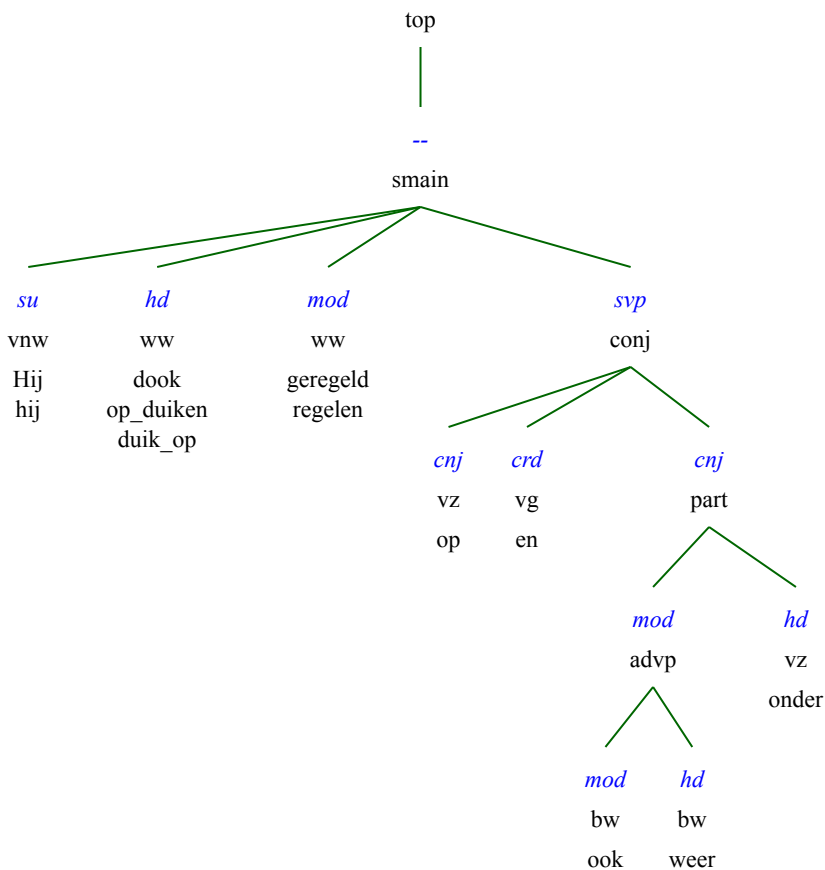 top
--
smain
su hd mod svp
vnw ww ww conj
Hij dook geregeld
hij op_duiken regelen
duik_op
cnj crd cnj
vz vg part
op en
mod hd
advp vz
onder
mod hd
bw bw
ook weer